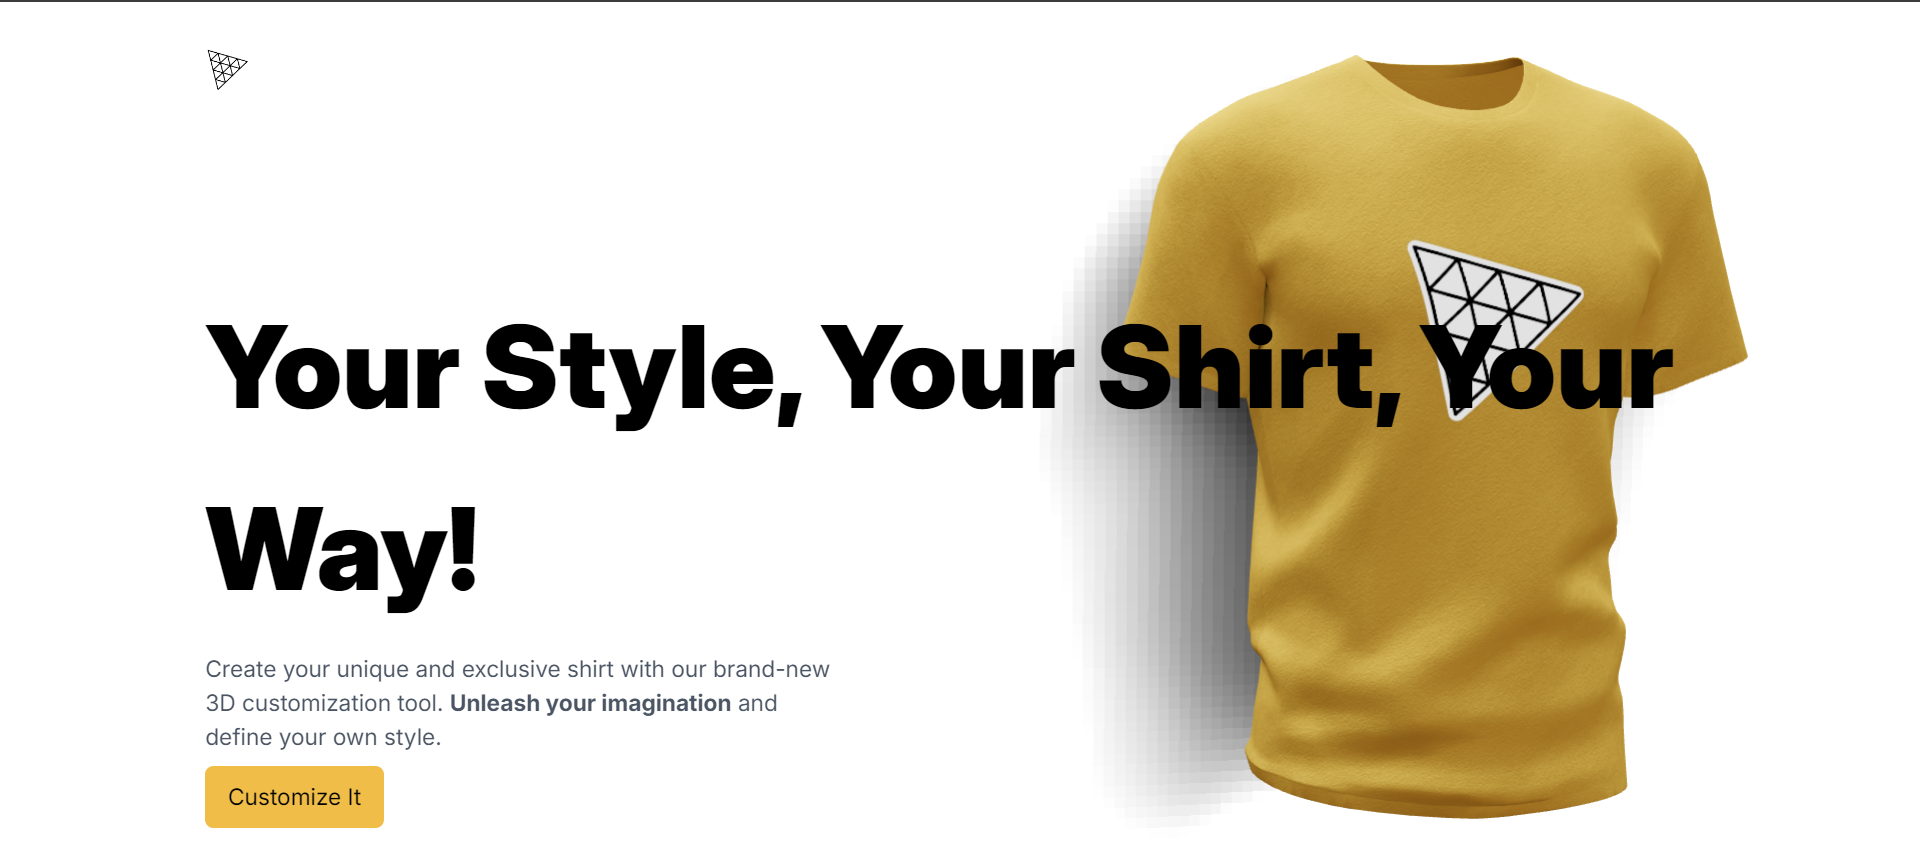 Your Style, Your Shirt, Your
Way!
Create your unique and exclusive shirt with our brand-new
3D customization tool. Unleash your imagination and
define your own style.
Customize It